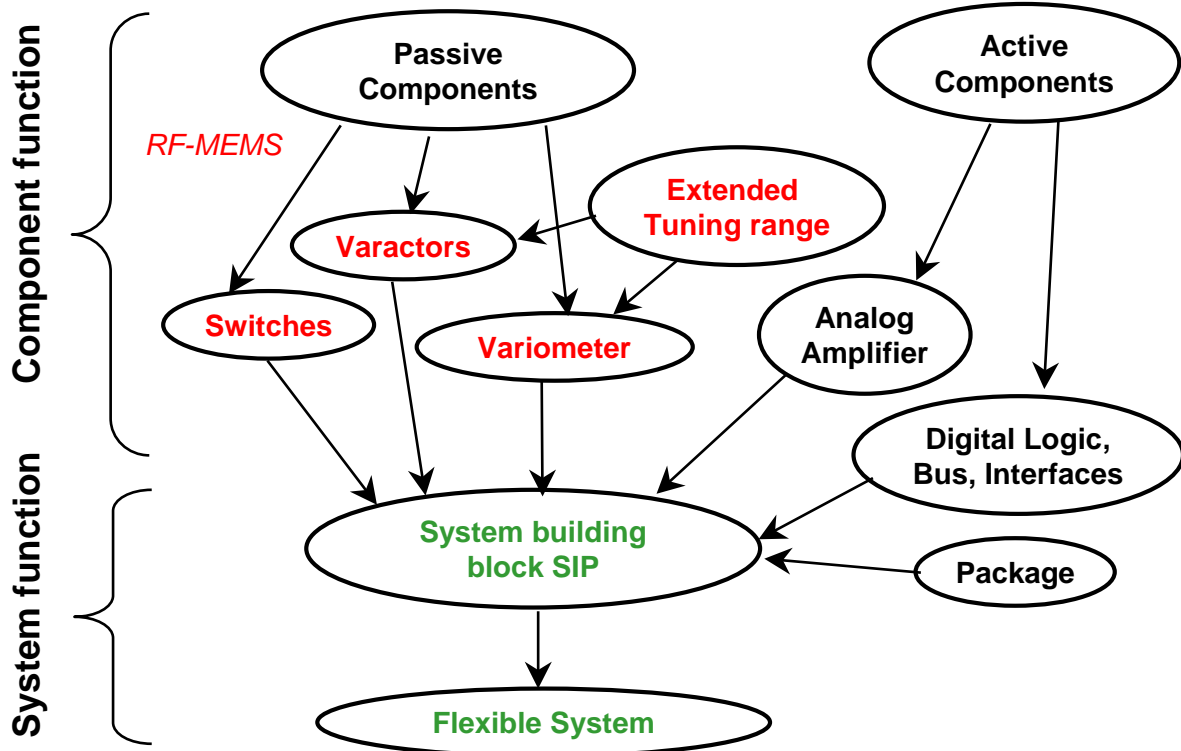 Component function
System function
Passive
Components
Active
Components
RF-MEMS
Extended
Tuning range
Varactors
Switches
Variometer
Analog
Amplifier
Digital Logic,
Bus, Interfaces
System building
block SIP
Package
Flexible System